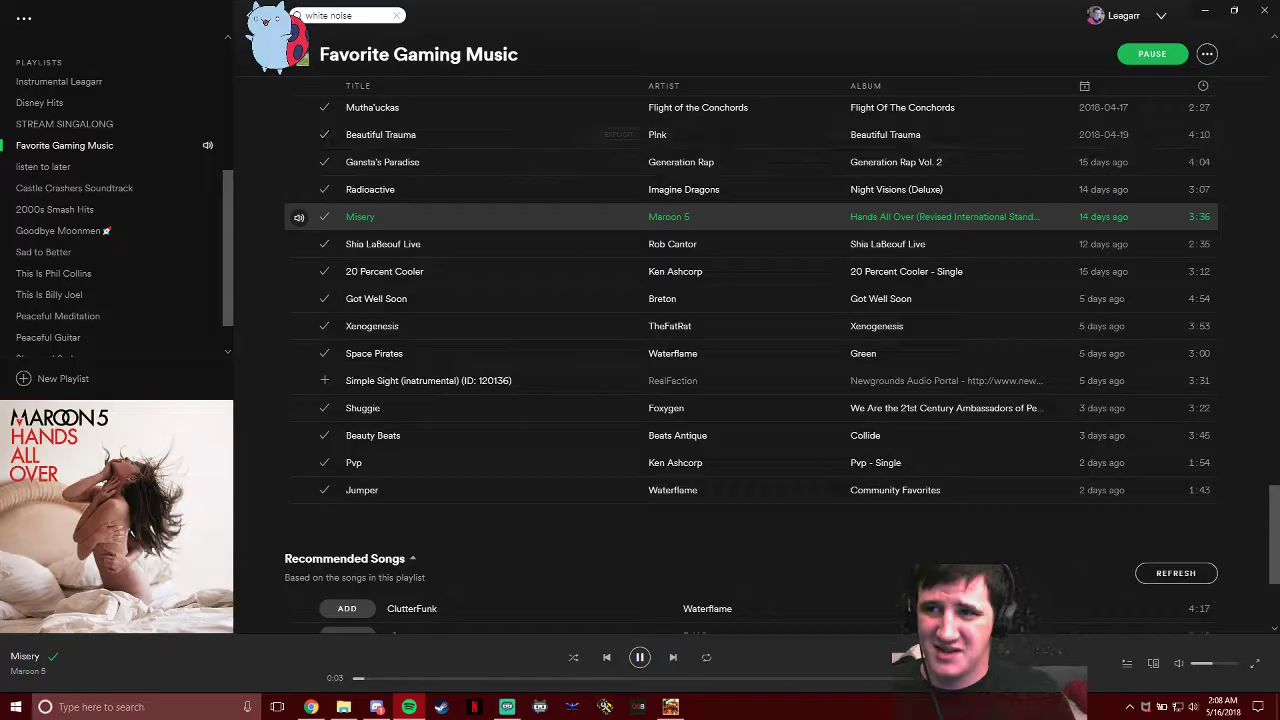 white noise
Leagarr
PLAYLISTS
Instrumental Leagarr
Disney Hits
STREAM SINGALONG
Favorite Gaming Music
listen to later
Castle Crashers Soundtrack
2000s Smash Hits
Goodbye Moonmen 🚀
Sad to Better
This Is Phil Collins
This Is Billy Joel
Peaceful Meditation
Peaceful Guitar
New Playlist
MAROON 5
HANDS
ALL
OVER
Favorite Gaming Music
PAUSE
TITLE ARTIST ALBUM
Mutha'uckas Flight of the Conchords Flight Of The Conchords 2018-04-17 2:27
Beautiful Trauma EXPLICIT P!nk Beautiful Trauma 2018-04-19 4:10
Gansta's Paradise Generation Rap Generation Rap Vol. 2 15 days ago 4:04
Radioactive Imagine Dragons Night Visions (Deluxe) 14 days ago 3:07
Misery Maroon 5 Hands All Over (Revised International Stand... 14 days ago 3:36
Shia LaBeouf Live Rob Cantor Shia LaBeouf Live 12 days ago 2:35
20 Percent Cooler Ken Ashcorp 20 Percent Cooler - Single 15 days ago 3:12
Got Well Soon Breton Got Well Soon 5 days ago 4:54
Xenogenesis TheFatRat Xenogenesis 5 days ago 3:53
Space Pirates Waterflame Green 5 days ago 3:00
Simple Sight (inatrumental) (ID: 120136) RealFaction Newgrounds Audio Portal - http://www.new... 5 days ago 3:31
Shuggie Foxygen We Are the 21st Century Ambassadors of Pe... 3 days ago 3:22
Beauty Beats Beats Antique Collide 3 days ago 3:45
Pvp Ken Ashcorp Pvp - Single 2 days ago 1:54
Jumper Waterflame Community Favorites 2 days ago 1:43
Recommended Songs
Based on the songs in this playlist
REFRESH
ADD ClutterFunk Waterflame 4:17
Misery
Maroon 5
0:03
Type here to search
2:08 AM
5/16/2018